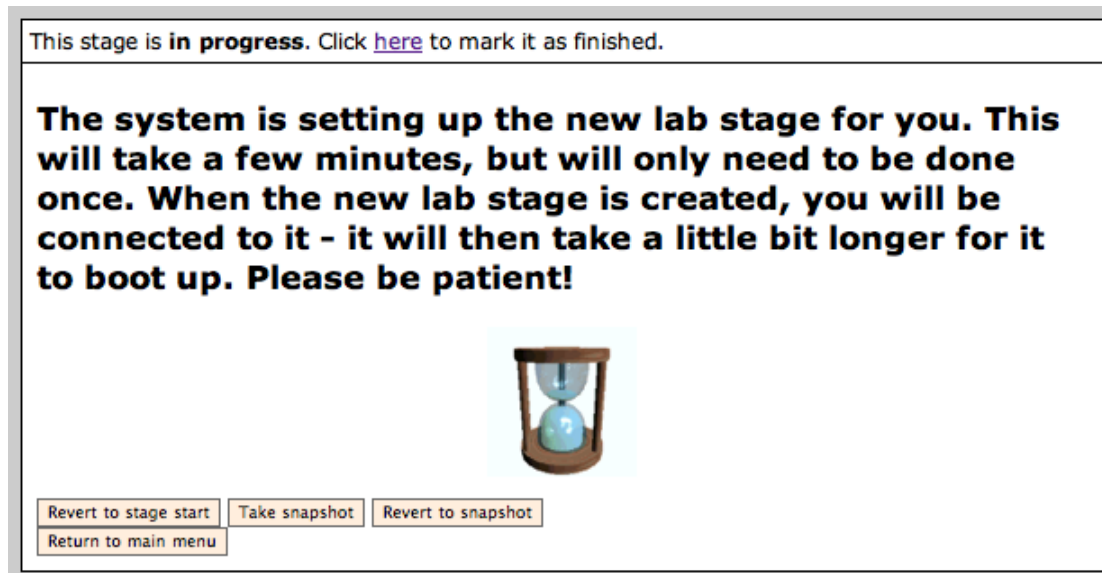 This stage is in progress. Click here to mark it as finished.
The system is setting up the new lab stage for you. This
will take a few minutes, but will only need to be done
once. When the new lab stage is created, you will be
connected to it - it will then take a little bit longer for it
to boot up. Please be patient!
Revert to stage start Take snapshot Revert to snapshot
Return to main menu